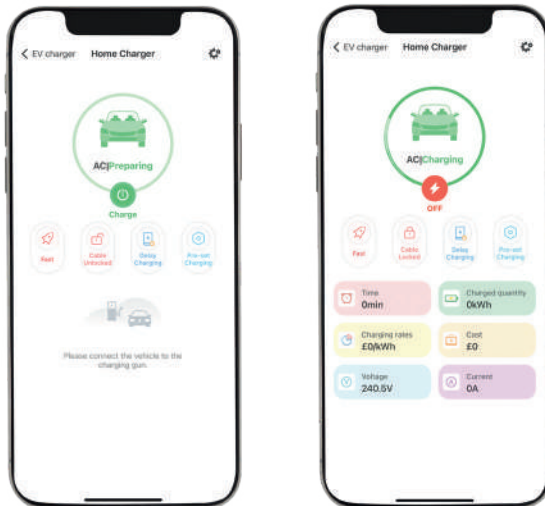 EV charger Home Charger
AC|Preparing
Charge
Fast
Cable
Unlocked
Delay
Charging
Pre-set
Charging
Please connect the vehicle to the
charging gun.
EV charger Home Charger
AC|Charging
OFF
Fast
Cable
Locked
Delay
Charging
Pre-set
Charging
Time
0min
Charged quantity
0kWh
Charging rates
£0/kWh
Cost
£0
Voltage
240.5V
Current
0A